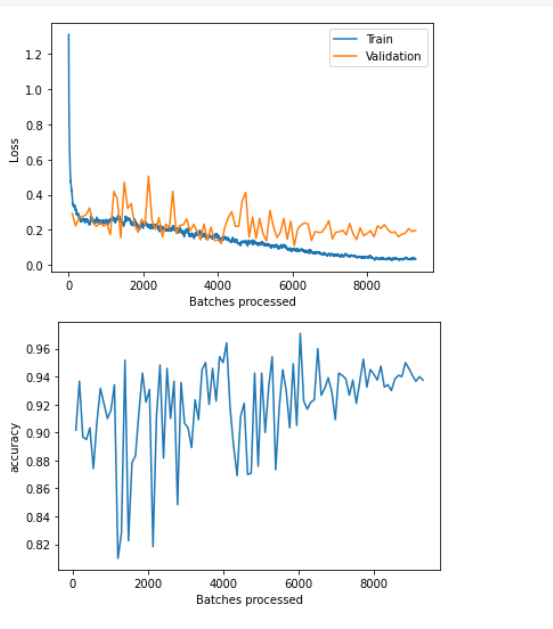 Train
Validation
1.2
1.0
0.8
0.6
0.4
0.2
0.0
Loss
0 2000 4000 6000 8000
Batches processed
0.96
0.94
0.92
0.90
0.88
0.86
0.84
0.82
accuracy
0 2000 4000 6000 8000
Batches processed